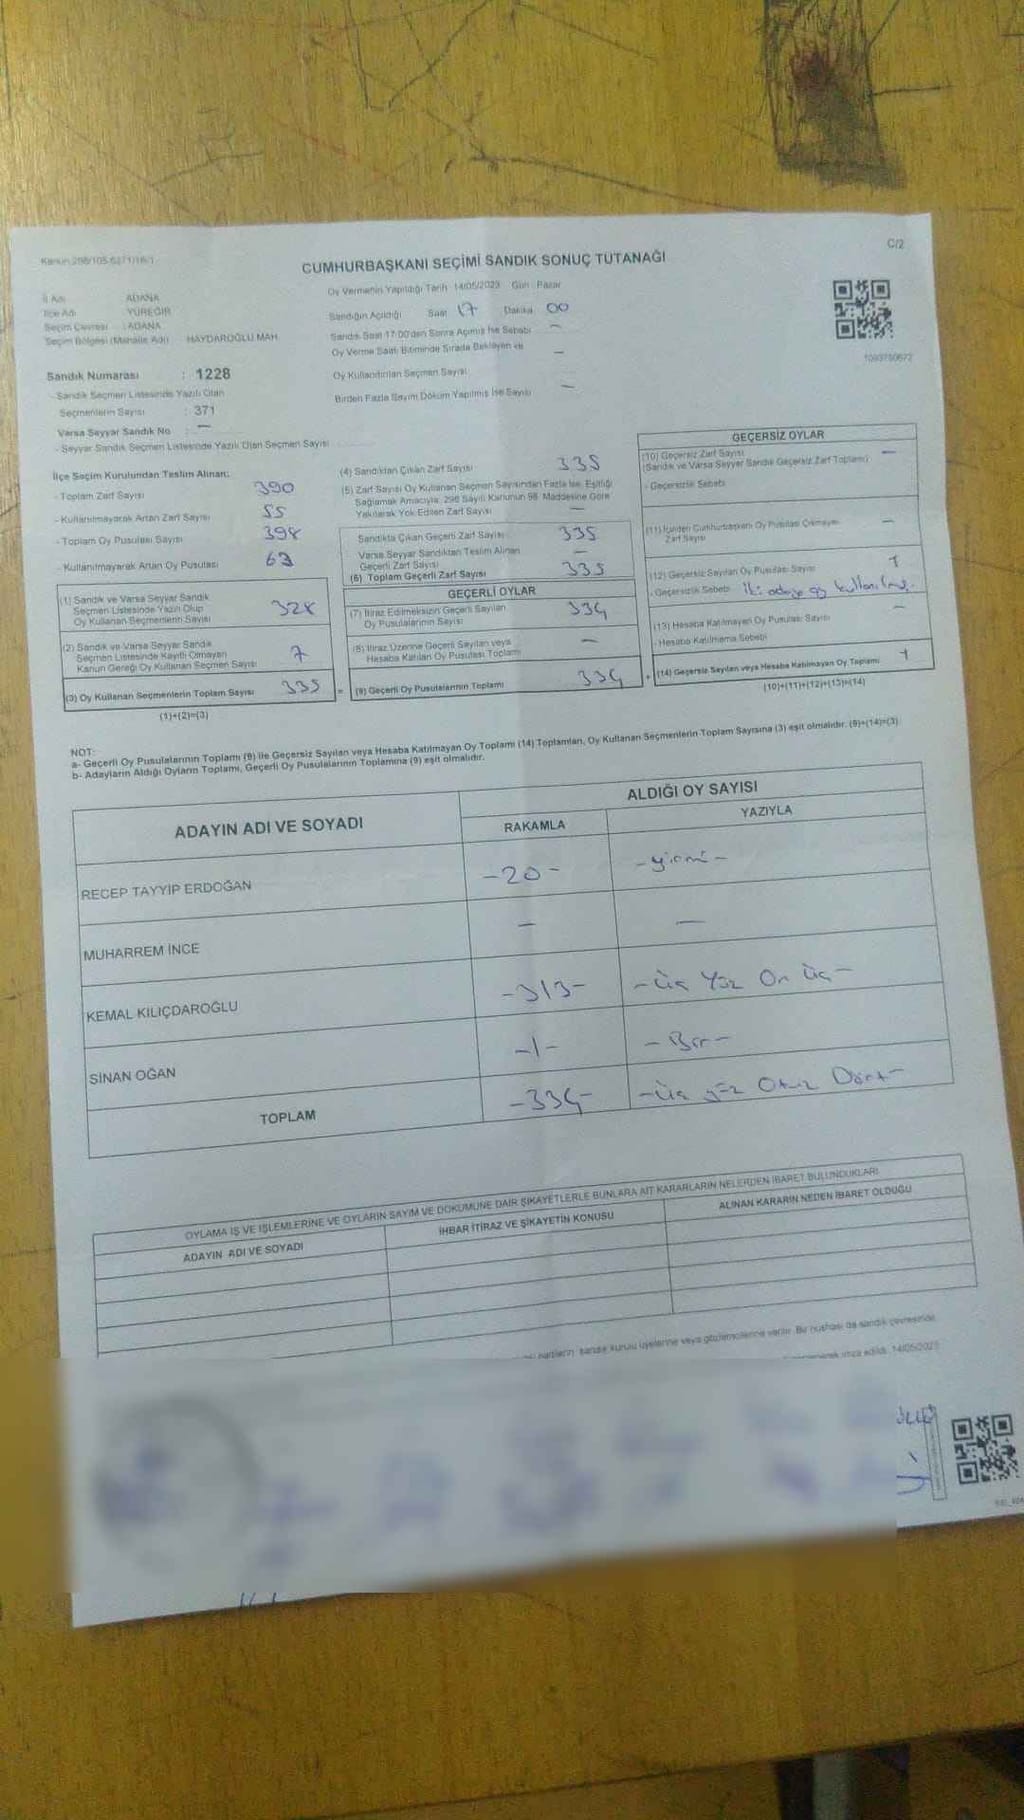 Kanun:298/105-6271/16/1
C/2
CUMHURBAŞKANI SEÇİMİ SANDIK SONUÇ TUTANAĞI
İl Adı ADANA
İlçe Adı YÜREĞİR
Seçim Çevresi : ADANA
Seçim Bölgesi (Mahalle Adı) HAYDAROĞLU MAH.
Sandık Numarası : 1228
- Sandık Seçmen Listesinde Yazılı Olan
Seçmenlerin Sayısı : 371
Varsa Seyyar Sandık No : —
- Seyyar Sandık Seçmen Listesinde Yazılı Olan Seçmen Sayısı
Oy Vermenin Yapıldığı Tarih 14/05/2023 Gün Pazar
Sandığın Açıldığı Saat 17 Dakika 00
Sandık Saat 17:00'den Sonra Açılmış İse Sebebi —
Oy Verme Saati Bitiminde Sırada Bekleyen ve —
Oy Kullandırılan Seçmen Sayısı
Birden Fazla Sayım Döküm Yapılmış İse Sayısı —
1093750672
İlçe Seçim Kurulundan Teslim Alınan:
- Toplam Zarf Sayısı 390
- Kullanılmayarak Artan Zarf Sayısı 55
- Toplam Oy Pusulası Sayısı 398
- Kullanılmayarak Artan Oy Pusulası 63
(1) Sandık ve Varsa Seyyar Sandık
Seçmen Listesinde Yazılı Olup
Oy Kullanan Seçmenlerin Sayısı 328
(2) Sandık ve Varsa Seyyar Sandık
Seçmen Listesinde Kayıtlı Olmayan
Kanun Gereği Oy Kullanan Seçmen Sayısı 7
(3) Oy Kullanan Seçmenlerin Toplam Sayısı 335
(1)+(2)=(3)
(4) Sandıktan Çıkan Zarf Sayısı 335
(5) Zarf Sayısı Oy Kullanan Seçmen Sayısından Fazla İse, Eşitliği
Sağlamak Amacıyla, 298 Sayılı Kanunun 98. Maddesine Göre
Yakılarak Yok Edilen Zarf Sayısı —
Sandıkta Çıkan Geçerli Zarf Sayısı 335
Varsa Seyyar Sandıktan Teslim Alınan
Geçerli Zarf Sayısı —
(6) Toplam Geçerli Zarf Sayısı 335
GEÇERLİ OYLAR
(7) İtiraz Edilmeksizin Geçerli Sayılan
Oy Pusulalarının Sayısı 334
(8) İtiraz Üzerine Geçerli Sayılan veya
Hesaba Katılan Oy Pusulası Toplamı —
= (9) Geçerli Oy Pusulalarının Toplamı 334
GEÇERSİZ OYLAR
(10) Geçersiz Zarf Sayısı —
(Sandık ve Varsa Seyyar Sandık Geçersiz Zarf Toplamı)
- Geçersizlik Sebebi
(11) İçinden Cumhurbaşkanı Oy Pusulası Çıkmayan —
Zarf Sayısı
(12) Geçersiz Sayılan Oy Pusulası Sayısı 1
- Geçersizlik Sebebi İki adaya oy kullanılmış.
(13) Hesaba Katılmayan Oy Pusulası Sayısı —
- Hesaba Katılmama Sebebi
+ (14) Geçersiz Sayılan veya Hesaba Katılmayan Oy Toplamı 1
(10)+(11)+(12)+(13)=(14)
NOT:
a- Geçerli Oy Pusulalarının Toplamı (9) ile Geçersiz Sayılan veya Hesaba Katılmayan Oy Toplamı (14) Toplamları, Oy Kullanan Seçmenlerin Toplam Sayısına (3) eşit olmalıdır. (9)+(14)=(3)
b- Adayların Aldığı Oyların Toplamı, Geçerli Oy Pusulalarının Toplamına (9) eşit olmalıdır.
ADAYIN ADI VE SOYADI
ALDIĞI OY SAYISI
RAKAMLA YAZIYLA
RECEP TAYYİP ERDOĞAN -20- -yirmi-
MUHARREM İNCE — —
KEMAL KILIÇDAROĞLU -313- -Üç Yüz On Üç-
SİNAN OĞAN -1- -Bir-
TOPLAM -334- -Üç yüz Otuz Dört-
OYLAMA İŞ VE İŞLEMLERİNE VE OYLARIN SAYIM VE DÖKÜMÜNE DAİR ŞİKAYETLERLE BUNLARA AİT KARARLARIN NELERDEN İBARET BULUNDUKLARI
ADAYIN ADI VE SOYADI
İHBAR İTİRAZ VE ŞİKAYETİN KONUSU
ALINAN KARARIN NEDEN İBARET OLDUĞU
partilerin sandık kurulu üyelerine veya gözlemcilerine verilir. Bir nüshası da sandık çevresinde
imza edildi. 14/05/2023